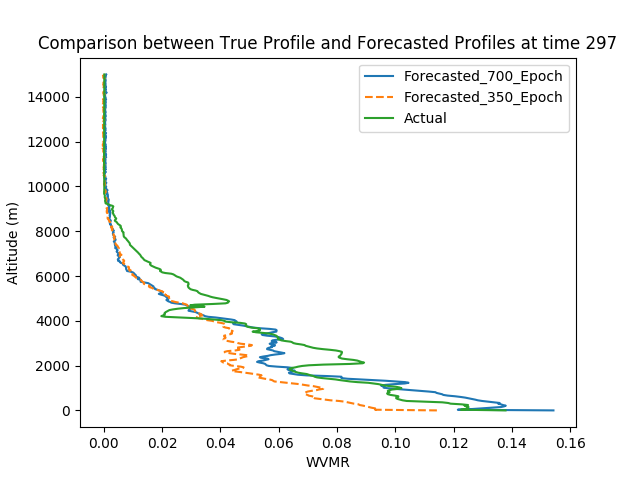 Comparison between True Profile and Forecasted Profiles at time 297
Forecasted_700_Epoch
Forecasted_350_Epoch
Actual
Altitude (m)
14000
12000
10000
8000
6000
4000
2000
0
0.00 0.02 0.04 0.06 0.08 0.10 0.12 0.14 0.16
WVMR